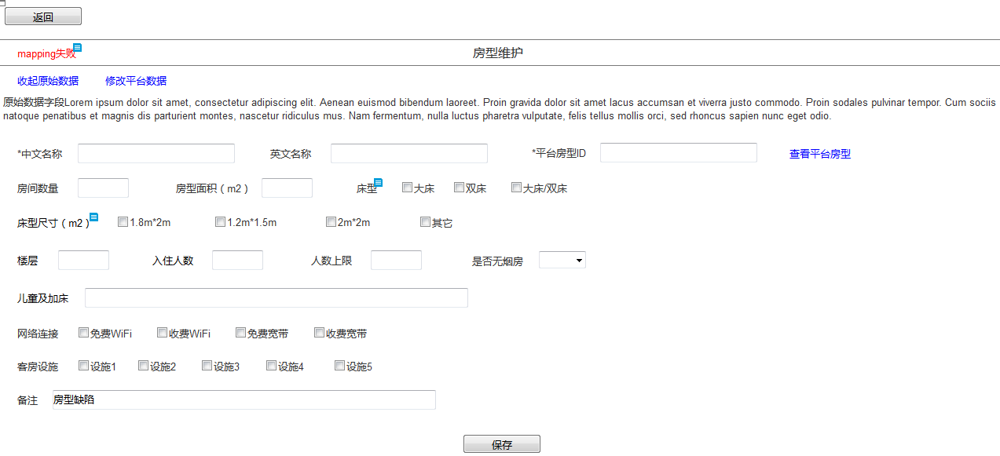 返回
mapping失败
房型维护
收起原始数据 修改平台数据
原始数据字段Lorem ipsum dolor sit amet, consectetur adipiscing elit. Aenean euismod bibendum laoreet. Proin gravida dolor sit amet lacus accumsan et viverra justo commodo. Proin sodales pulvinar tempor. Cum sociis
natoque penatibus et magnis dis parturient montes, nascetur ridiculus mus. Nam fermentum, nulla luctus pharetra vulputate, felis tellus mollis orci, sed rhoncus sapien nunc eget odio.
*中文名称 英文名称 *平台房型ID 查看平台房型
房间数量 房型面积（m2） 床型 大床 双床 大床/双床
床型尺寸（m2） 1.8m*2m 1.2m*1.5m 2m*2m 其它
楼层 入住人数 人数上限 是否无烟房
儿童及加床
网络连接 免费WiFi 收费WiFi 免费宽带 收费宽带
客房设施 设施1 设施2 设施3 设施4 设施5
备注 房型缺陷
保存